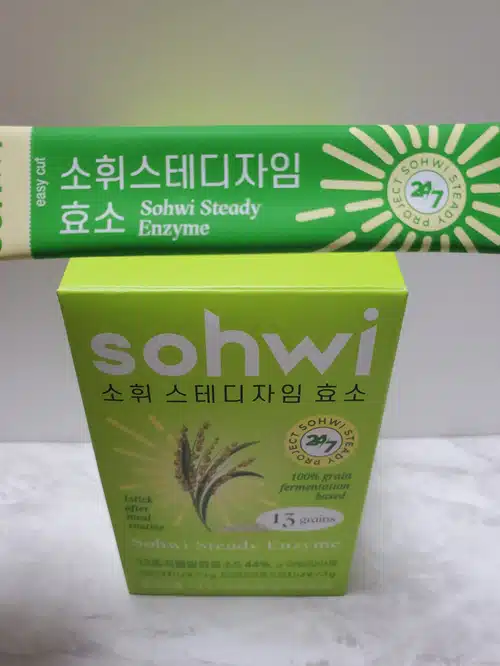 easy cut
소휘스테디자임
효소 Sohwi Steady
Enzyme
PROJECT SOHWI STEADY
24/7
sohwi
소휘 스테디자임 효소
PROJECT SOHWI STEADY
24/7
100% grain
fermentation
based
1stick
after
meal
routine
13 grains
Sohwi Steady Enzyme
44%